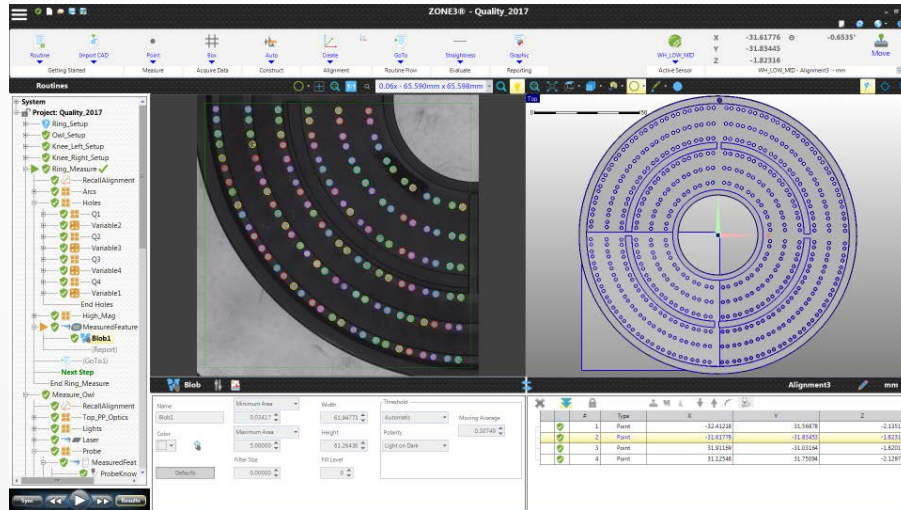 ZONE3® - Quality_2017
Routine
Import CAD
Point
Box
Auto
Create
GoTo
Straightness
Graphic
WH_LOW_MID
X -31.61776 -0.6535°
Y -31.83445
Z -1.82316
Move
Getting Started
Measure
Acquire Data
Construct
Alignment
Routine Flow
Evaluate
Reporting
Active Sensor
WH_LOW_MID - Alignment3 - mm
Routines
0.06x - 65.590mm x 65.598mm
Top
System
Project: Quality_2017
Ring_Setup
Owl_Setup
Knee_Left_Setup
Knee_Right_Setup
Ring_Measure
RecallAlignment
Arcs
Holes
Q1
Variable2
Q2
Variable3
Q3
Variable4
Q4
Variable1
End Holes
High_Mag
MeasuredFeature
Blob1
(Report)
(GoTo1)
Next Step
End Ring_Measure
Measure_Owl
RecallAlignment
Top_PP_Optics
Lights
Laser
Probe
MeasuredFeat
ProbeKnow
Sync
Results
Blob
Alignment3
mm
Name
Blob1
Color
Defaults
Minimum Area
0.03417
Maximum Area
5.00000
Filter Size
0.00000
Width
61.94773
Height
61.26436
Fill Level
0
Threshold
Automatic
Polarity
Light on Dark
Moving Average
0.30749
# Type X Y Z
1 Point -32.41218 31.56878 -2.1351
2 Point -31.61776 -31.83453 -1.8231
3 Point 31.91169 -31.03164 -1.8201
4 Point 31.12548 31.75094 -2.1297